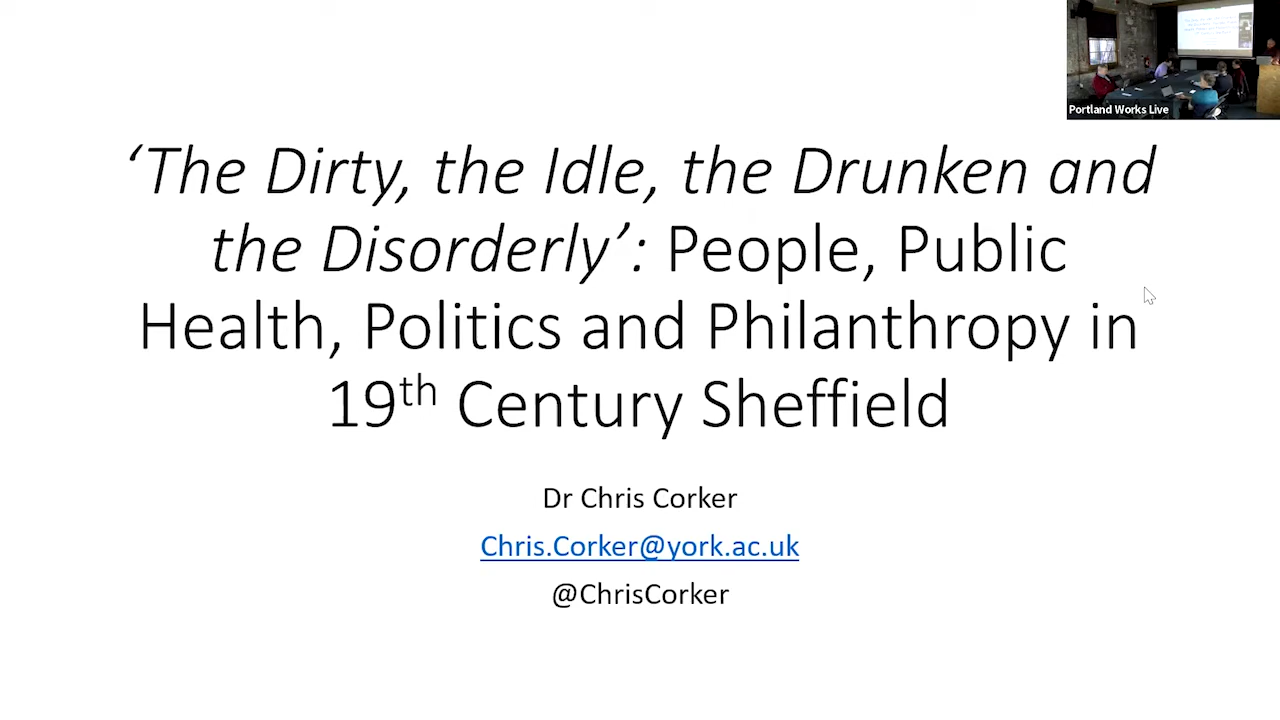 Portland Works Live
‘The Dirty, the Idle, the Drunken and
the Disorderly’: People, Public
Health, Politics and Philanthropy in
19th Century Sheffield
Dr Chris Corker
Chris.Corker@york.ac.uk
@ChrisCorker